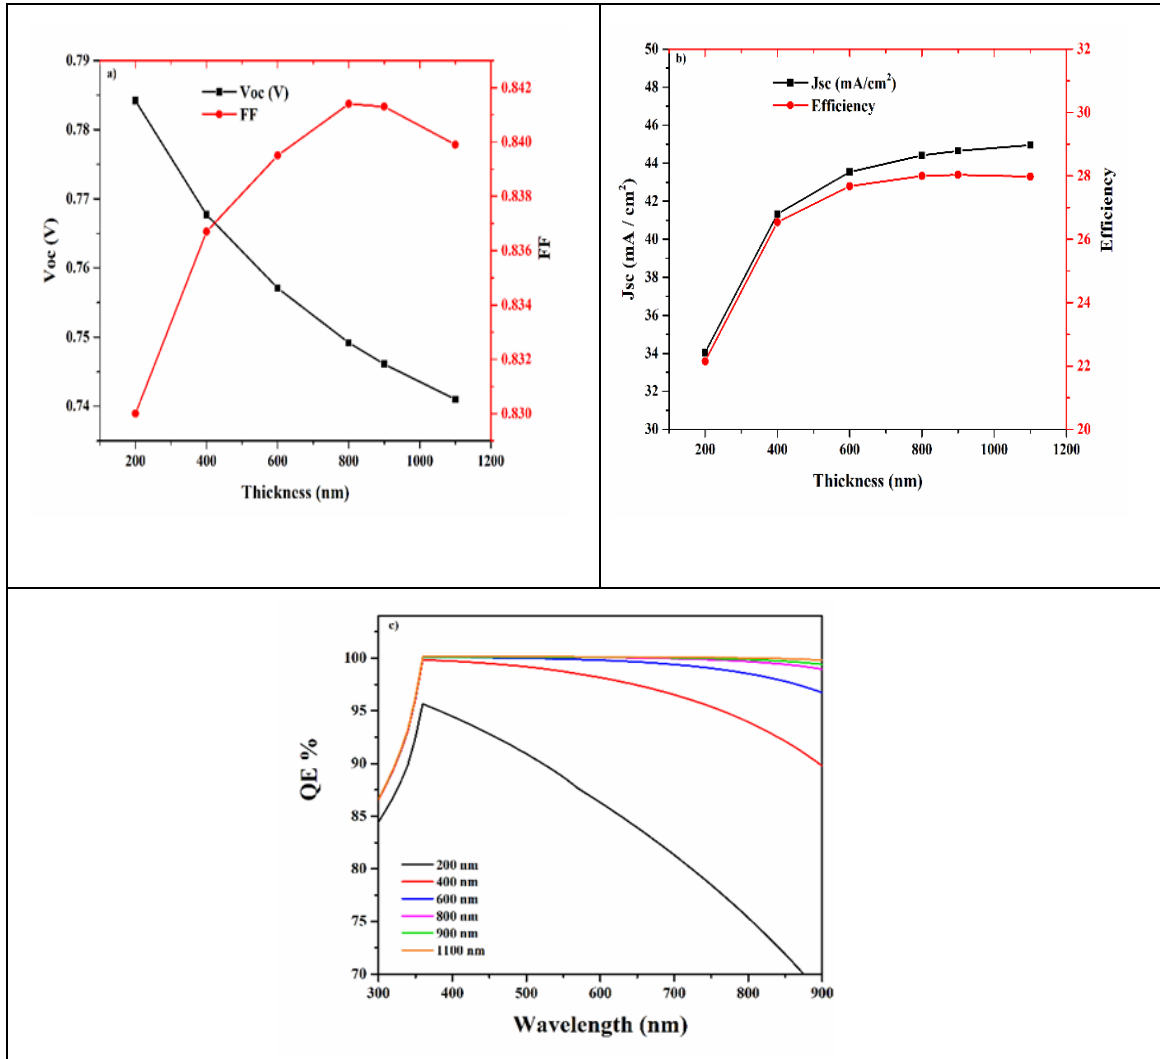 a)
Voc (V)
FF
0.79
0.78
0.77
0.76
0.75
0.74
Voc (V)
0.842
0.840
0.838
0.836
0.834
0.832
0.830
FF
200 400 600 800 1000 1200
Thickness (nm)
b)
Jsc (mA/cm²)
Efficiency
50
48
46
44
42
40
38
36
34
32
30
Jsc (mA / cm²)
32
30
28
26
24
22
20
Efficiency
200 400 600 800 1000 1200
Thickness (nm)
c)
100
95
90
85
80
75
70
QE %
200 nm
400 nm
600 nm
800 nm
900 nm
1100 nm
300 400 500 600 700 800 900
Wavelength (nm)